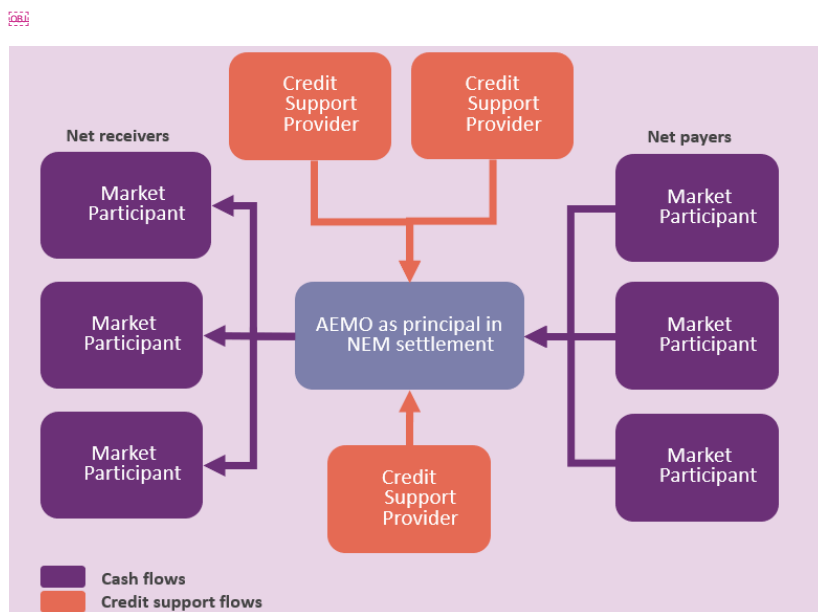 OBJ
Credit
Support
Provider
Credit
Support
Provider
Net receivers
Net payers
Market
Participant
Market
Participant
AEMO as principal in
NEM settlement
Market
Participant
Market
Participant
Market
Participant
Market
Participant
Credit
Support
Provider
Cash flows
Credit support flows